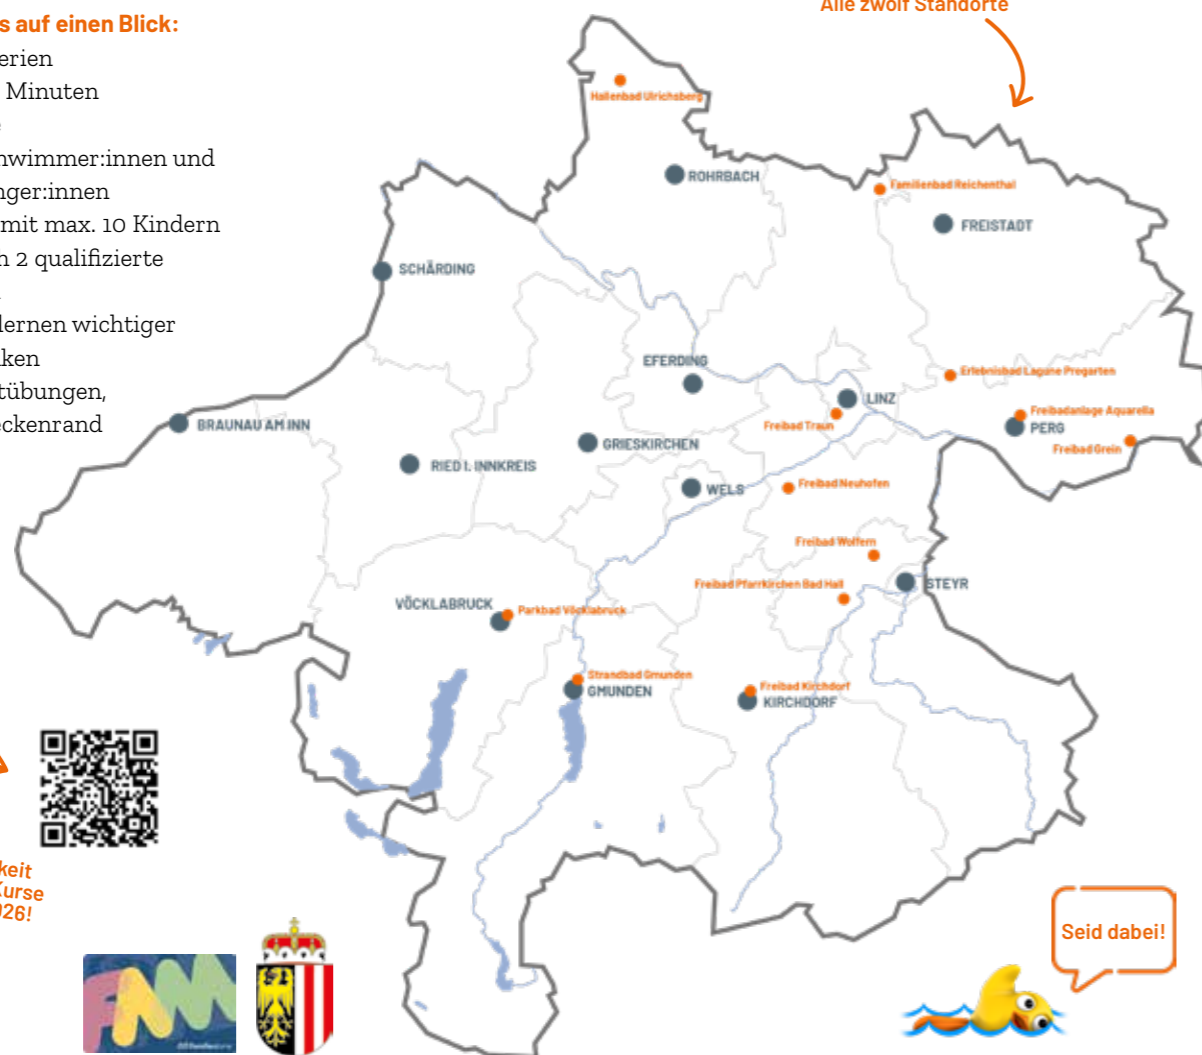 s auf einen Blick:
erien
Minuten
hwimmer:innen und
nger:innen
mit max. 10 Kindern
h 2 qualifizierte
lernen wichtiger
ken
tübungen,
eckenrand
Alle zwölf Standorte
Hallenbad Ulrichsberg
ROHRBACH
Familienbad Reichenthal
FREISTADT
SCHÄRDING
EFERDING
Erlebnisbad Lagune Pregarten
LINZ
Freibadanlage Aquarella
Freibad Traun
PERG
BRAUNAU AM INN
GRIESKIRCHEN
Freibad Grein
RIED I. INNKREIS
WELS
Freibad Neuhofen
Freibad Wolfern
Freibad Pfarrkirchen Bad Hall
STEYR
VÖCKLABRUCK
Parkbad Vöcklabruck
Strandbad Gmunden
GMUNDEN
Freibad Kirchdorf
KIRCHDORF
keit
Kurse
026!
FAM
Seid dabei!